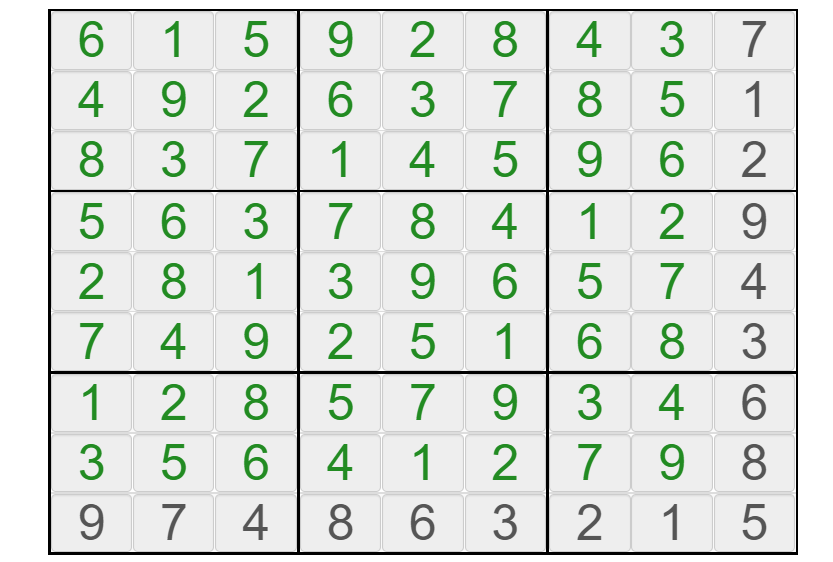 6 1 5 9 2 8 4 3 7
4 9 2 6 3 7 8 5 1
8 3 7 1 4 5 9 6 2
5 6 3 7 8 4 1 2 9
2 8 1 3 9 6 5 7 4
7 4 9 2 5 1 6 8 3
1 2 8 5 7 9 3 4 6
3 5 6 4 1 2 7 9 8
9 7 4 8 6 3 2 1 5